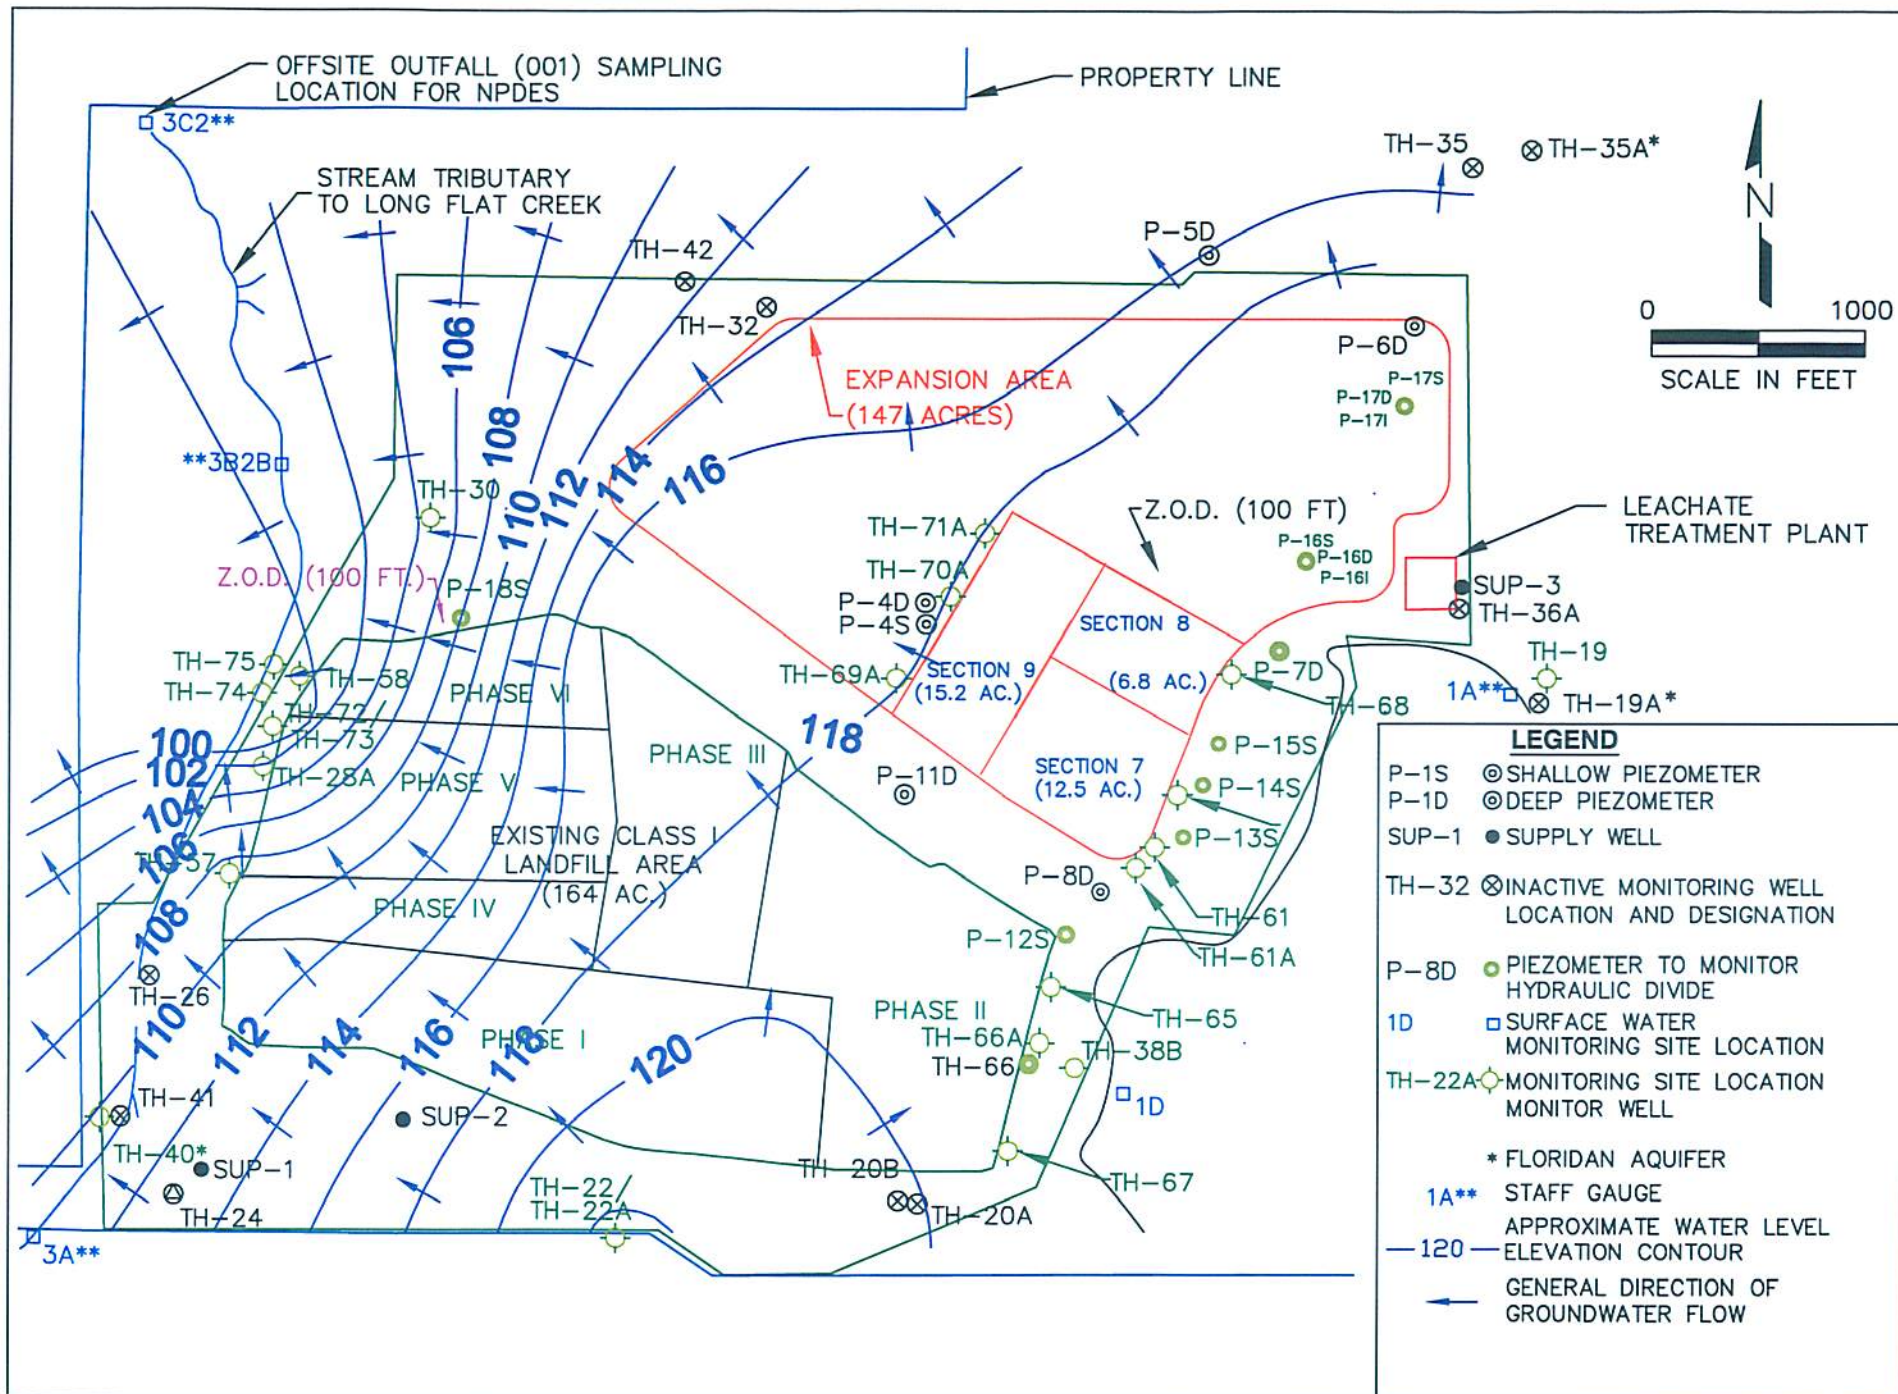 OFFSITE OUTFALL (001) SAMPLING
LOCATION FOR NPDES
PROPERTY LINE
3C2**
STREAM TRIBUTARY
TO LONG FLAT CREEK
TH-35
TH-35A*
N
0 1000
SCALE IN FEET
TH-42
TH-32
P-5D
P-6D
P-17S
P-17D
P-17I
EXPANSION AREA
(147 ACRES)
106
108
110
112
114
116
**3B2B
TH-30
Z.O.D. (100 FT.)
P-18S
TH-71A
TH-70A
P-4D
P-4S
TH-69A
Z.O.D. (100 FT)
P-16S
P-16D
P-16I
LEACHATE
TREATMENT PLANT
SUP-3
TH-36A
TH-19
1A**
TH-19A*
SECTION 8
(6.8 AC.)
SECTION 9
(15.2 AC.)
SECTION 7
(12.5 AC.)
P-7D
TH-68
P-15S
P-14S
P-13S
TH-61
TH-61A
TH-75
TH-74
TH-58
TH-72/
TH-73
TH-28A
TH-57
PHASE VI
PHASE V
PHASE III
118
P-11D
P-8D
EXISTING CLASS I
LANDFILL AREA
(164 AC.)
PHASE IV
100
102
104
106
108
110
112
114
116
118
120
P-12S
PHASE II
PHASE I
TH-65
TH-66A
TH-66
TH-38B
1D
TH-67
TH-26
TH-41
TH-40*
SUP-1
SUP-2
TH-24
3A**
TH-22/
TH-22A
TH-20B
TH-20A
LEGEND
P-1S SHALLOW PIEZOMETER
P-1D DEEP PIEZOMETER
SUP-1 SUPPLY WELL
TH-32 INACTIVE MONITORING WELL
LOCATION AND DESIGNATION
P-8D PIEZOMETER TO MONITOR
HYDRAULIC DIVIDE
1D SURFACE WATER
MONITORING SITE LOCATION
TH-22A MONITORING SITE LOCATION
MONITOR WELL
* FLORIDAN AQUIFER
1A** STAFF GAUGE
APPROXIMATE WATER LEVEL
120 ELEVATION CONTOUR
GENERAL DIRECTION OF
GROUNDWATER FLOW